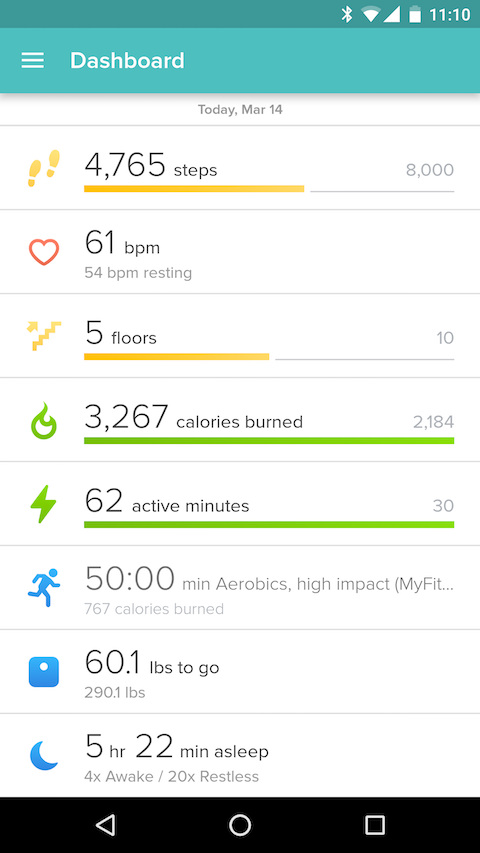 11:10
Dashboard
Today, Mar 14
4,765 steps 8,000
61 bpm
54 bpm resting
5 floors 10
3,267 calories burned 2,184
62 active minutes 30
50:00 min Aerobics, high impact (MyFit...
767 calories burned
60.1 lbs to go
290.1 lbs
5 hr 22 min asleep
4x Awake / 20x Restless